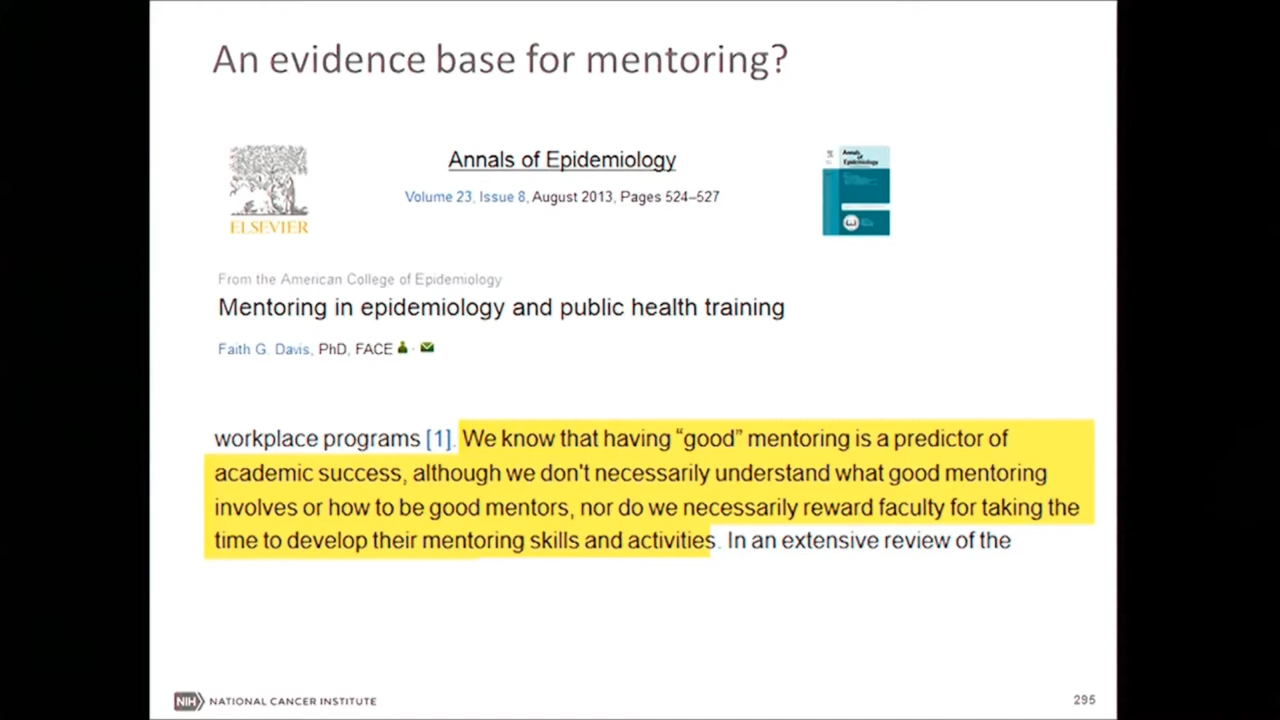 An evidence base for mentoring?
ELSEVIER
Annals of Epidemiology
Volume 23, Issue 8, August 2013, Pages 524–527
Annals
of
Epidemiology
From the American College of Epidemiology
Mentoring in epidemiology and public health training
Faith G. Davis, PhD, FACE
workplace programs [1]. We know that having “good” mentoring is a predictor of
academic success, although we don't necessarily understand what good mentoring
involves or how to be good mentors, nor do we necessarily reward faculty for taking the
time to develop their mentoring skills and activities. In an extensive review of the
NIH NATIONAL CANCER INSTITUTE
295